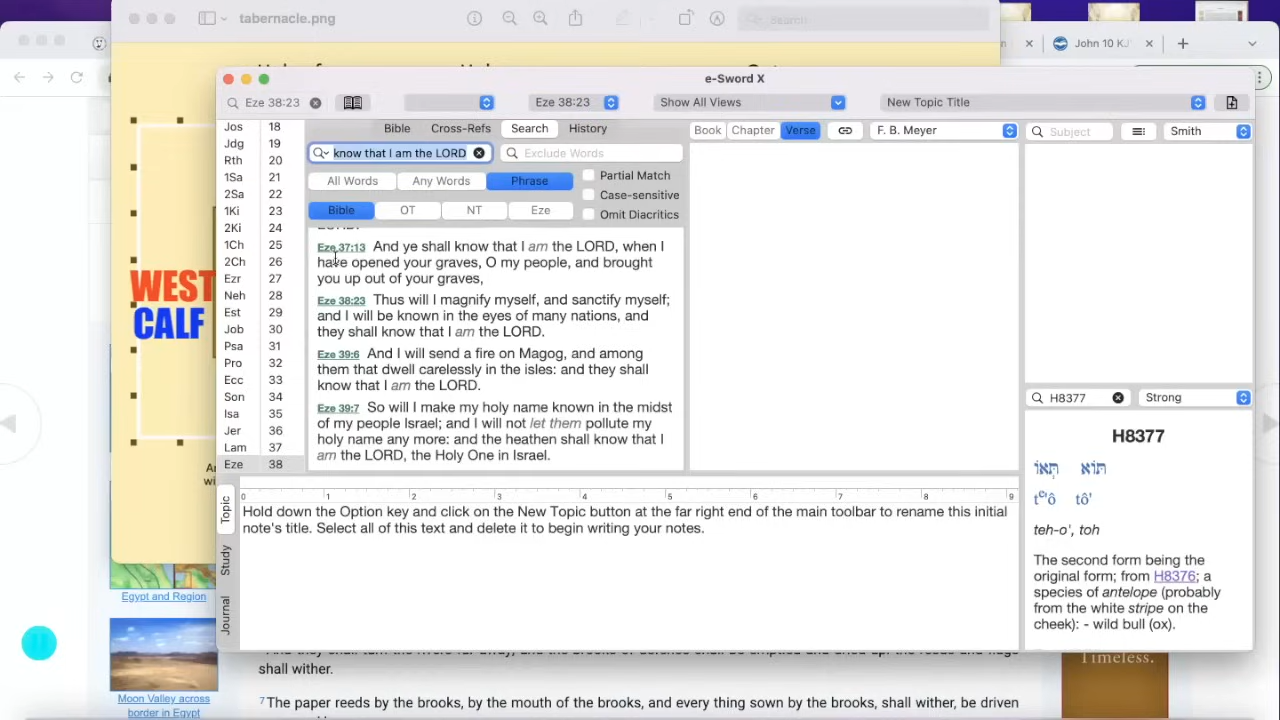 tabernacle.png
Search
John 10 KJ
e-Sword X
Eze 38:23
Eze 38:23
Show All Views
New Topic Title
Bible
Cross-Refs
Search
History
Book
Chapter
Verse
F. B. Meyer
Subject
Smith
know that I am the LORD
Exclude Words
All Words
Any Words
Phrase
Partial Match
Case-sensitive
Omit Diacritics
Bible
OT
NT
Eze
Jos 18
Jdg 19
Rth 20
1Sa 21
2Sa 22
1Ki 23
2Ki 24
1Ch 25
2Ch 26
Ezr 27
Neh 28
Est 29
Job 30
Psa 31
Pro 32
Ecc 33
Son 34
Isa 35
Jer 36
Lam 37
Eze 38
LORD.
Eze 37:13 And ye shall know that I am the LORD, when I
have opened your graves, O my people, and brought
you up out of your graves,
Eze 38:23 Thus will I magnify myself, and sanctify myself;
and I will be known in the eyes of many nations, and
they shall know that I am the LORD.
Eze 39:6 And I will send a fire on Magog, and among
them that dwell carelessly in the isles: and they shall
know that I am the LORD.
Eze 39:7 So will I make my holy name known in the midst
of my people Israel; and I will not let them pollute my
holy name any more: and the heathen shall know that I
am the LORD, the Holy One in Israel.
H8377
Strong
H8377
תְּאוֹ תּוֹא
tᵉ'ô tô'
teh-o', toh
The second form being the
original form; from H8376; a
species of antelope (probably
from the white stripe on the
cheek): - wild bull (ox).
Topic
Study
Journal
0 1 2 3 4 5 6 7 8 9
Hold down the Option key and click on the New Topic button at the far right end of the main toolbar to rename this initial
note's title. Select all of this text and delete it to begin writing your notes.
WEST
CALF
Egypt and Region
Moon Valley across
border in Egypt
shall wither.
7The paper reeds by the brooks, by the mouth of the brooks, and every thing sown by the brooks, shall wither, be driven
Timeless.